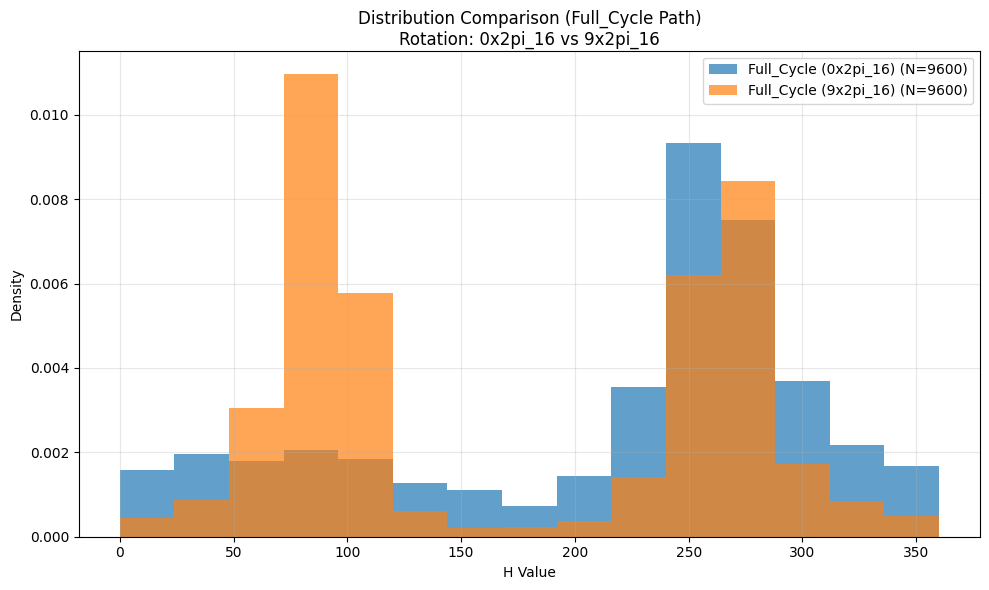 Distribution Comparison (Full_Cycle Path)
Rotation: 0x2pi_16 vs 9x2pi_16
Full_Cycle (0x2pi_16) (N=9600)
Full_Cycle (9x2pi_16) (N=9600)
Density
0.010
0.008
0.006
0.004
0.002
0.000
0 50 100 150 200 250 300 350
H Value